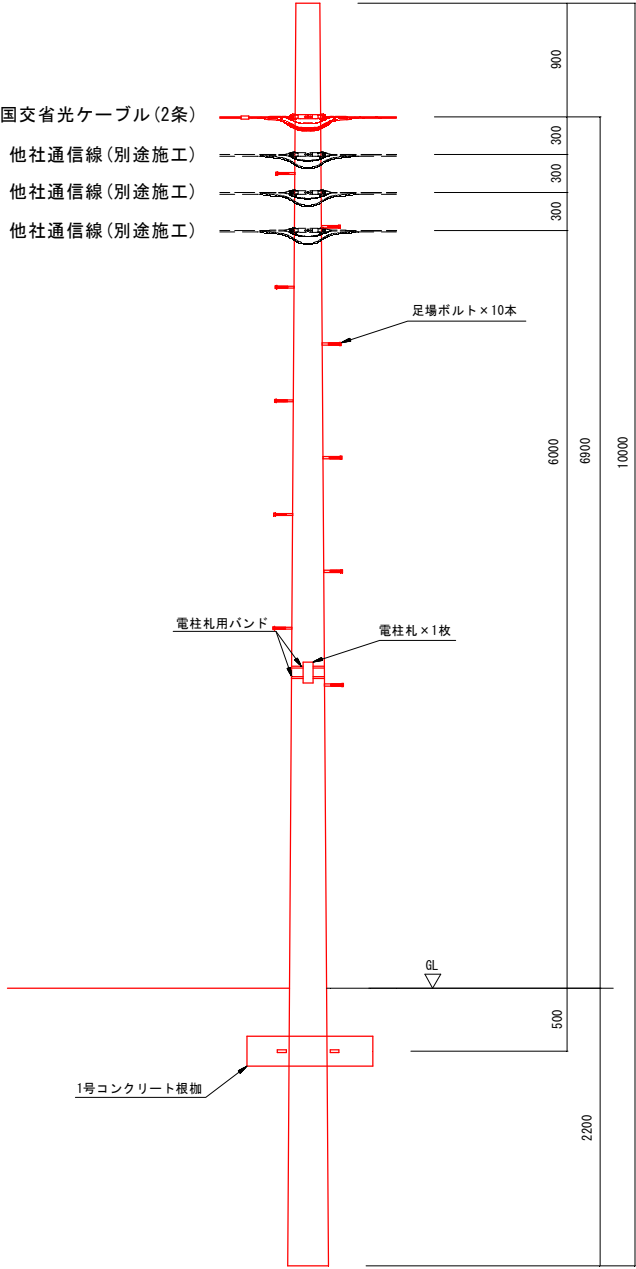 900
国交省光ケーブル(2条)
300
他社通信線(別途施工)
300
他社通信線(別途施工)
300
他社通信線(別途施工)
足場ボルト×10本
6000
6900
10000
電柱札用バンド
電柱札×1枚
GL
500
1号コンクリート根枷
2200